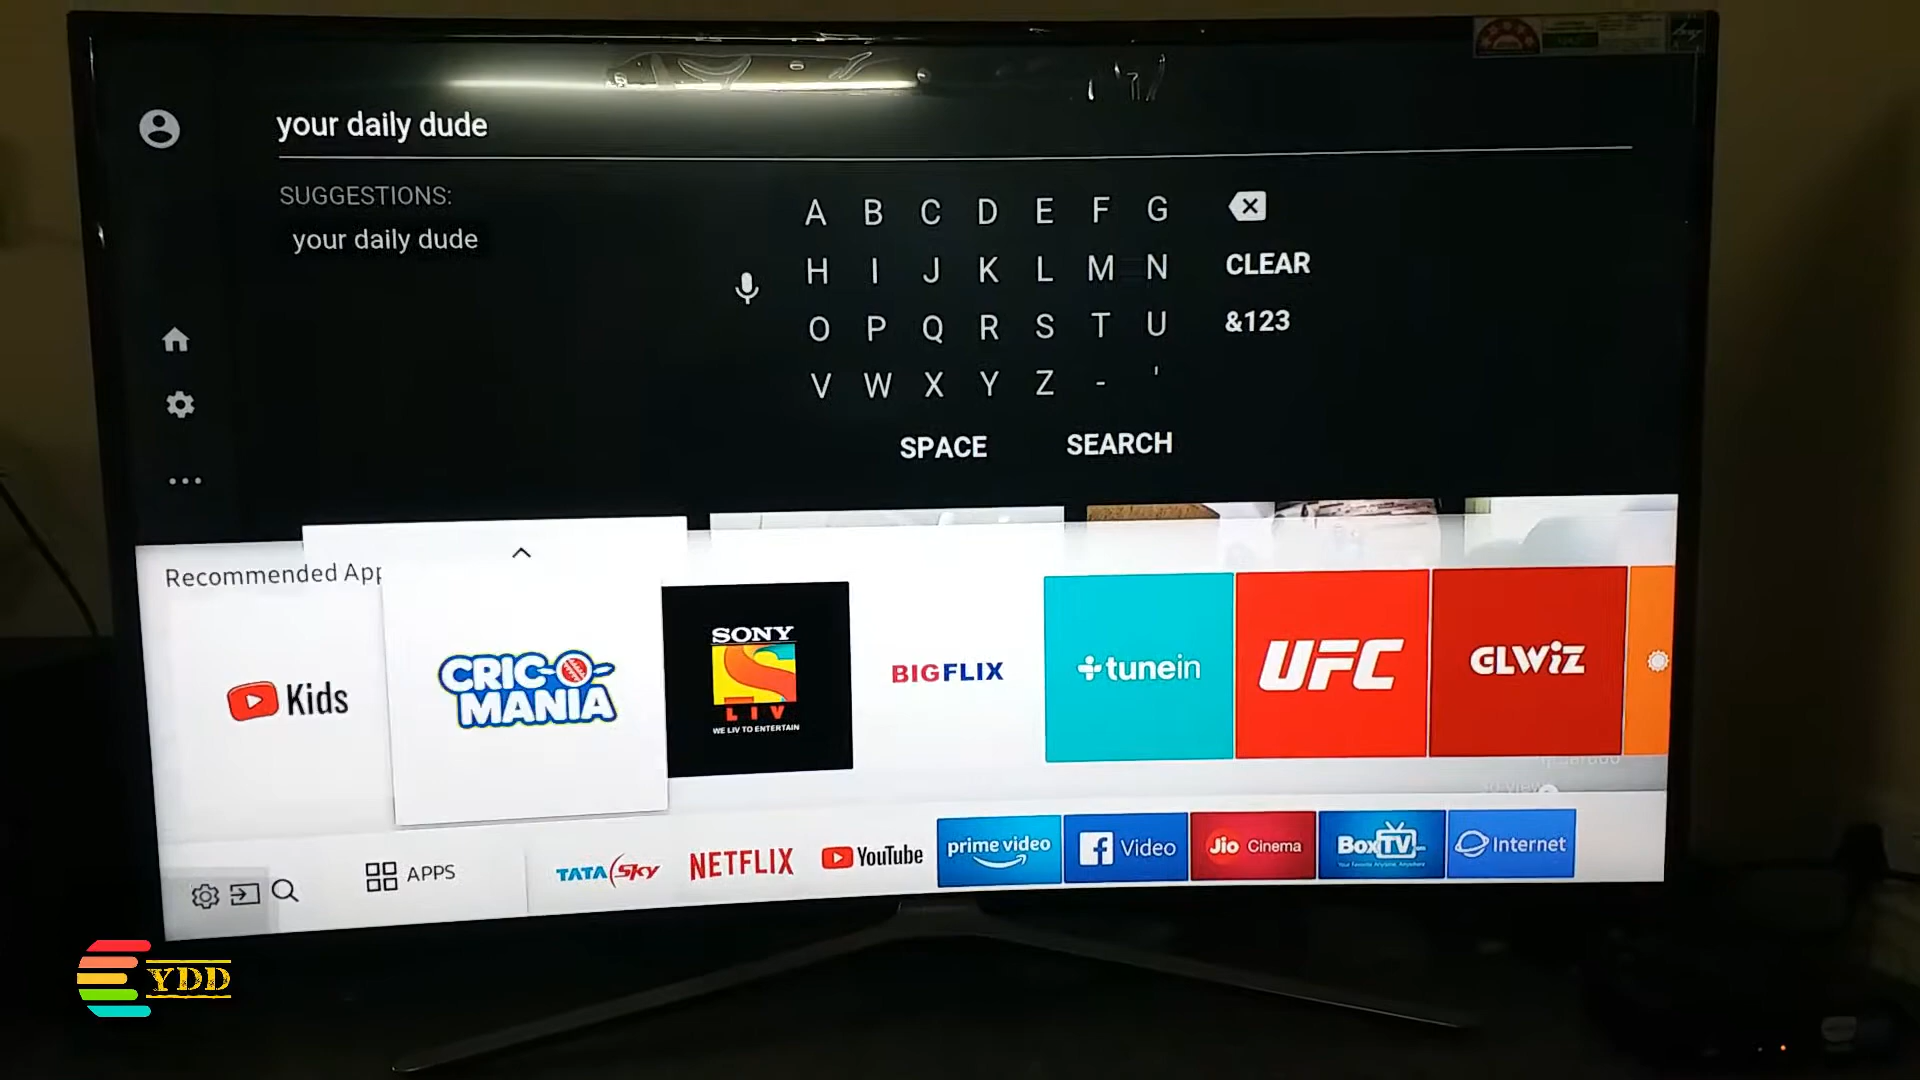 your daily dude
SUGGESTIONS:
your daily dude
A B C D E F G
H I J K L M N
O P Q R S T U
V W X Y Z - '
CLEAR
&123
SPACE SEARCH
Recommended App
Kids
CRIC-O-
MANIA
SONY
LIV
WE LIV TO ENTERTAIN
BIGFLIX
tunein
UFC
GLWiZ
APPS
TATA Sky
NETFLIX
YouTube
prime video
f Video
Jio Cinema
BoxTV
Internet
YDD